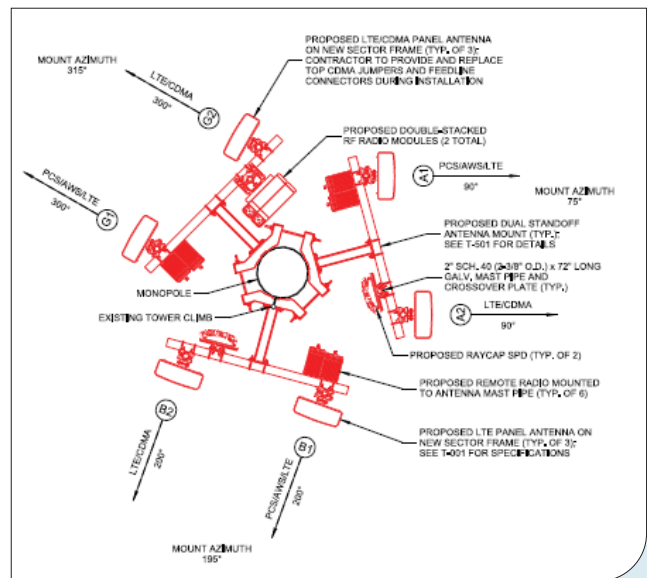 PROPOSED LTE/CDMA PANEL ANTENNA
ON NEW SECTOR FRAME (TYP. OF 3);
CONTRACTOR TO PROVIDE AND REPLACE
TOP CDMA JUMPERS AND FEEDLINE
CONNECTORS DURING INSTALLATION
MOUNT AZIMUTH
315°
LTE/CDMA
300°
G2
PROPOSED DOUBLE-STACKED
RF RADIO MODULES (2 TOTAL)
PCS/AWS/LTE
300°
G1
A1
PCS/AWS/LTE
90°
MOUNT AZIMUTH
75°
PROPOSED DUAL STANDOFF
ANTENNA MOUNT (TYP.);
SEE T-501 FOR DETAILS
2" SCH. 40 (2-3/8" O.D.) x 72" LONG
GALV, MAST PIPE AND
CROSSOVER PLATE (TYP.)
MONOPOLE
EXISTING TOWER CLIMB
A2
LTE/CDMA
90°
PROPOSED RAYCAP SPD (TYP. OF 2)
PROPOSED REMOTE RADIO MOUNTED
TO ANTENNA MAST PIPE (TYP. OF 6)
PROPOSED LTE PANEL ANTENNA ON
NEW SECTOR FRAME (TYP. OF 3);
SEE T-001 FOR SPECIFICATIONS
B2
LTE/CDMA
200°
B1
PCS/AWS/LTE
200°
MOUNT AZIMUTH
195°